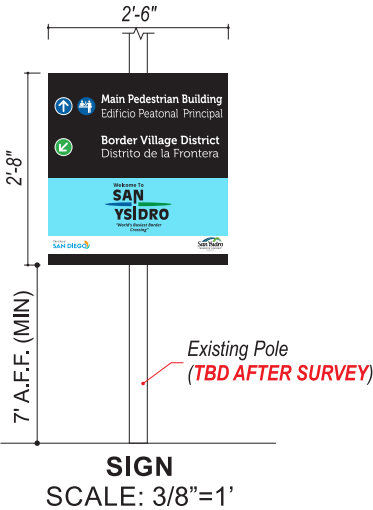 2'-6"
2'-8"
Main Pedestrian Building
Edificio Peatonal Principal
Border Village District
Distrito de la Frontera
Welcome To
SAN
YSIDRO
"World's Busiest Border
Crossing"
SAN DIEGO
San Ysidro
7' A.F.F. (MIN)
Existing Pole
(TBD AFTER SURVEY)
SIGN
SCALE: 3/8"=1'